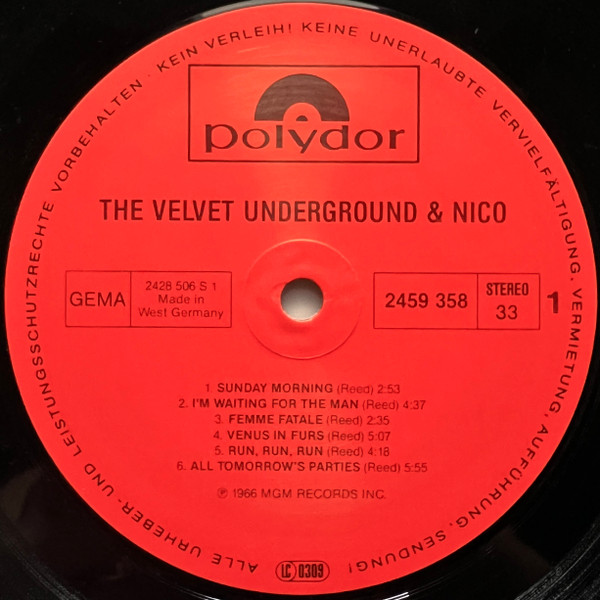 ALLE URHEBER- UND LEISTUNGSSCHUTZRECHTE VORBEHALTEN · KEIN VERLEIH! KEINE UNERLAUBTE VERVIELFÄLTIGUNG, VERMIETUNG, AUFFÜHRUNG, SENDUNG!
polydor
THE VELVET UNDERGROUND & NICO
GEMA
2428 506 S 1
Made in
West Germany
2459 358
STEREO
33
1
1 SUNDAY MORNING (Reed) 2:53
2. I'M WAITING FOR THE MAN (Reed) 4:37
3. FEMME FATALE (Reed) 2:35
4. VENUS IN FURS (Reed) 5:07
5. RUN, RUN, RUN (Reed) 4:18
6. ALL TOMORROW'S PARTIES (Reed) 5:55
℗ 1966 MGM RECORDS INC.
LC 0309